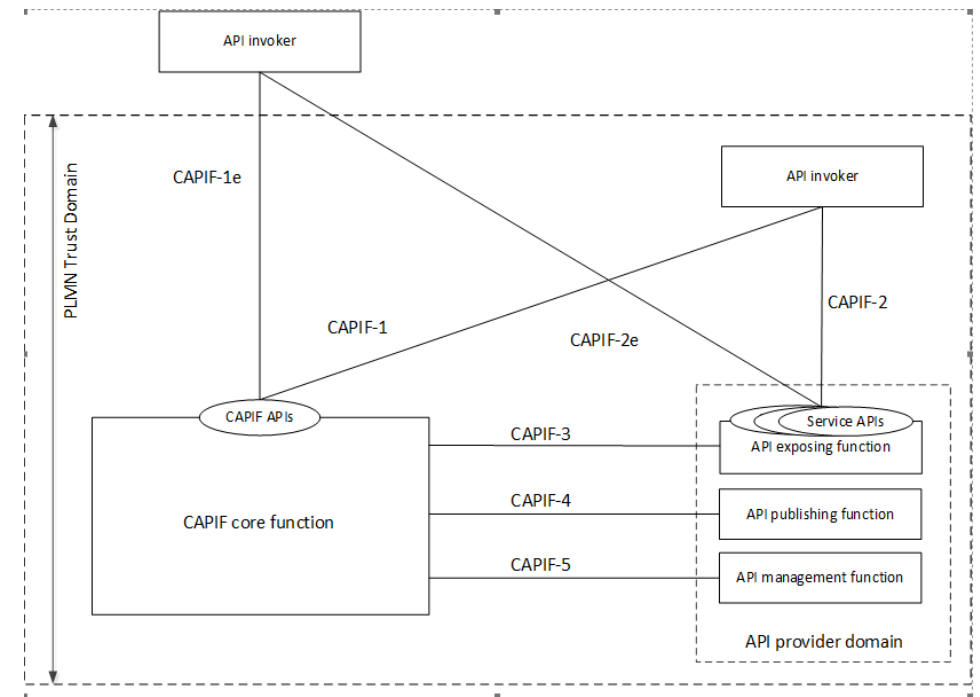 API invoker
CAPIF-1e
PLMN Trust Domain
API invoker
CAPIF-2
CAPIF-1
CAPIF-2e
CAPIF APIs
Service APIs
CAPIF-3
API exposing function
CAPIF-4
API publishing function
CAPIF core function
CAPIF-5
API management function
API provider domain